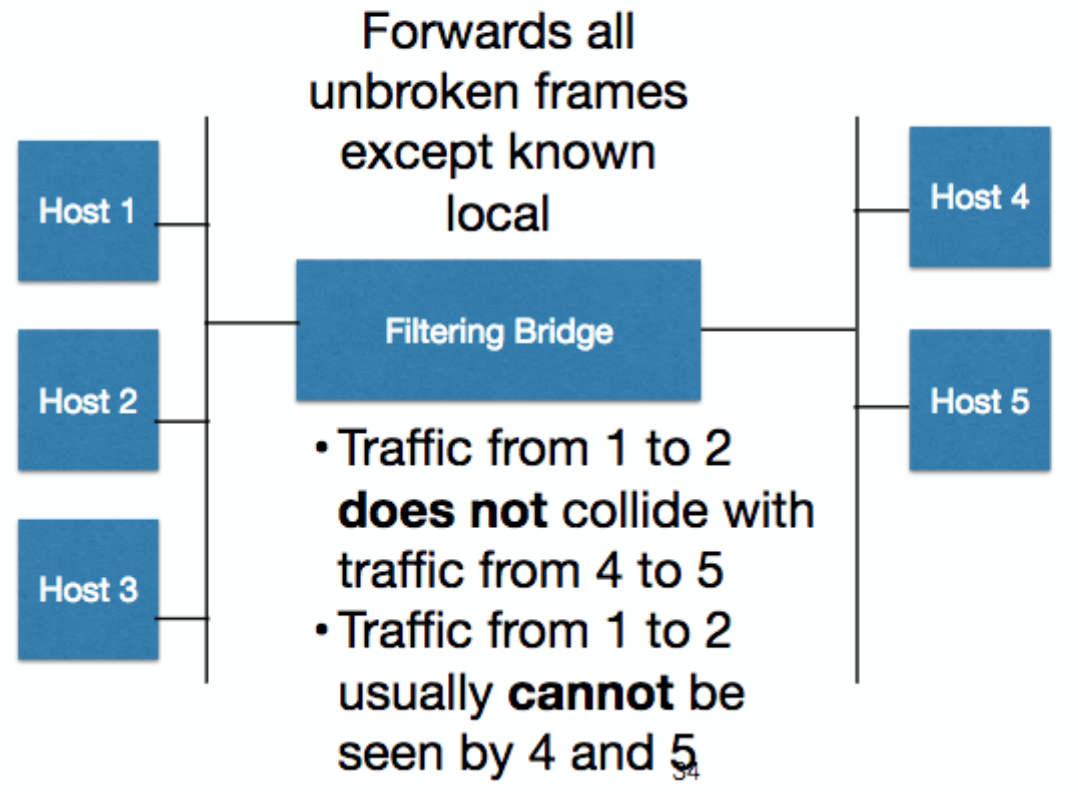 Forwards all
unbroken frames
except known
local
Host 1
Host 2
Host 3
Filtering Bridge
Host 4
Host 5
• Traffic from 1 to 2
does not collide with
traffic from 4 to 5
• Traffic from 1 to 2
usually cannot be
seen by 4 and 5
34